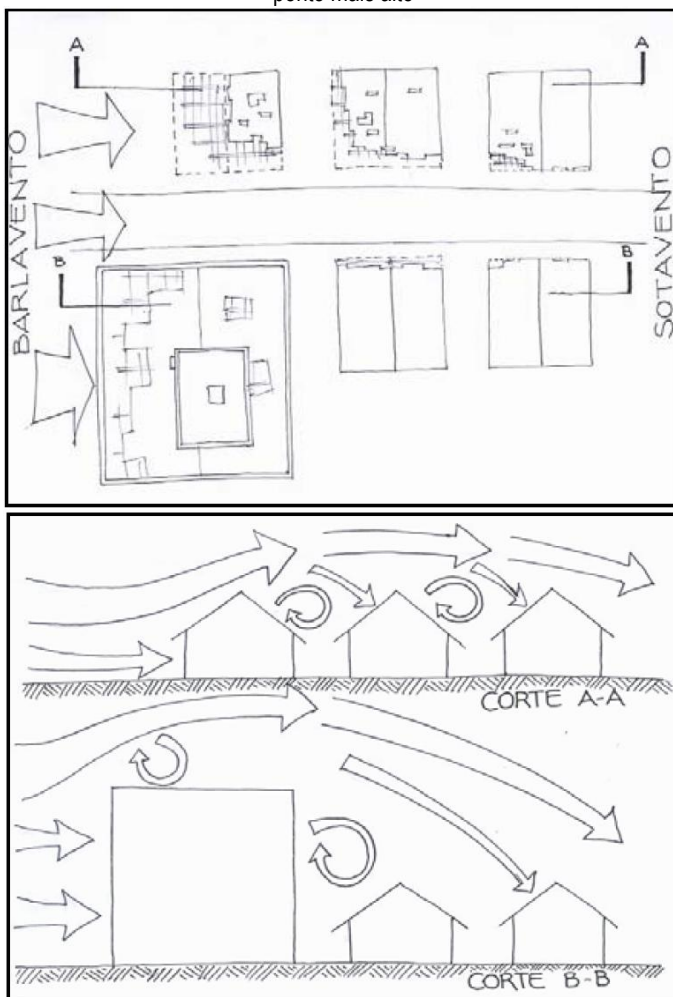 ponto mais alto
A A
BARLAVENTO
SOTAVENTO
B B
CORTE A-A
CORTE B-B